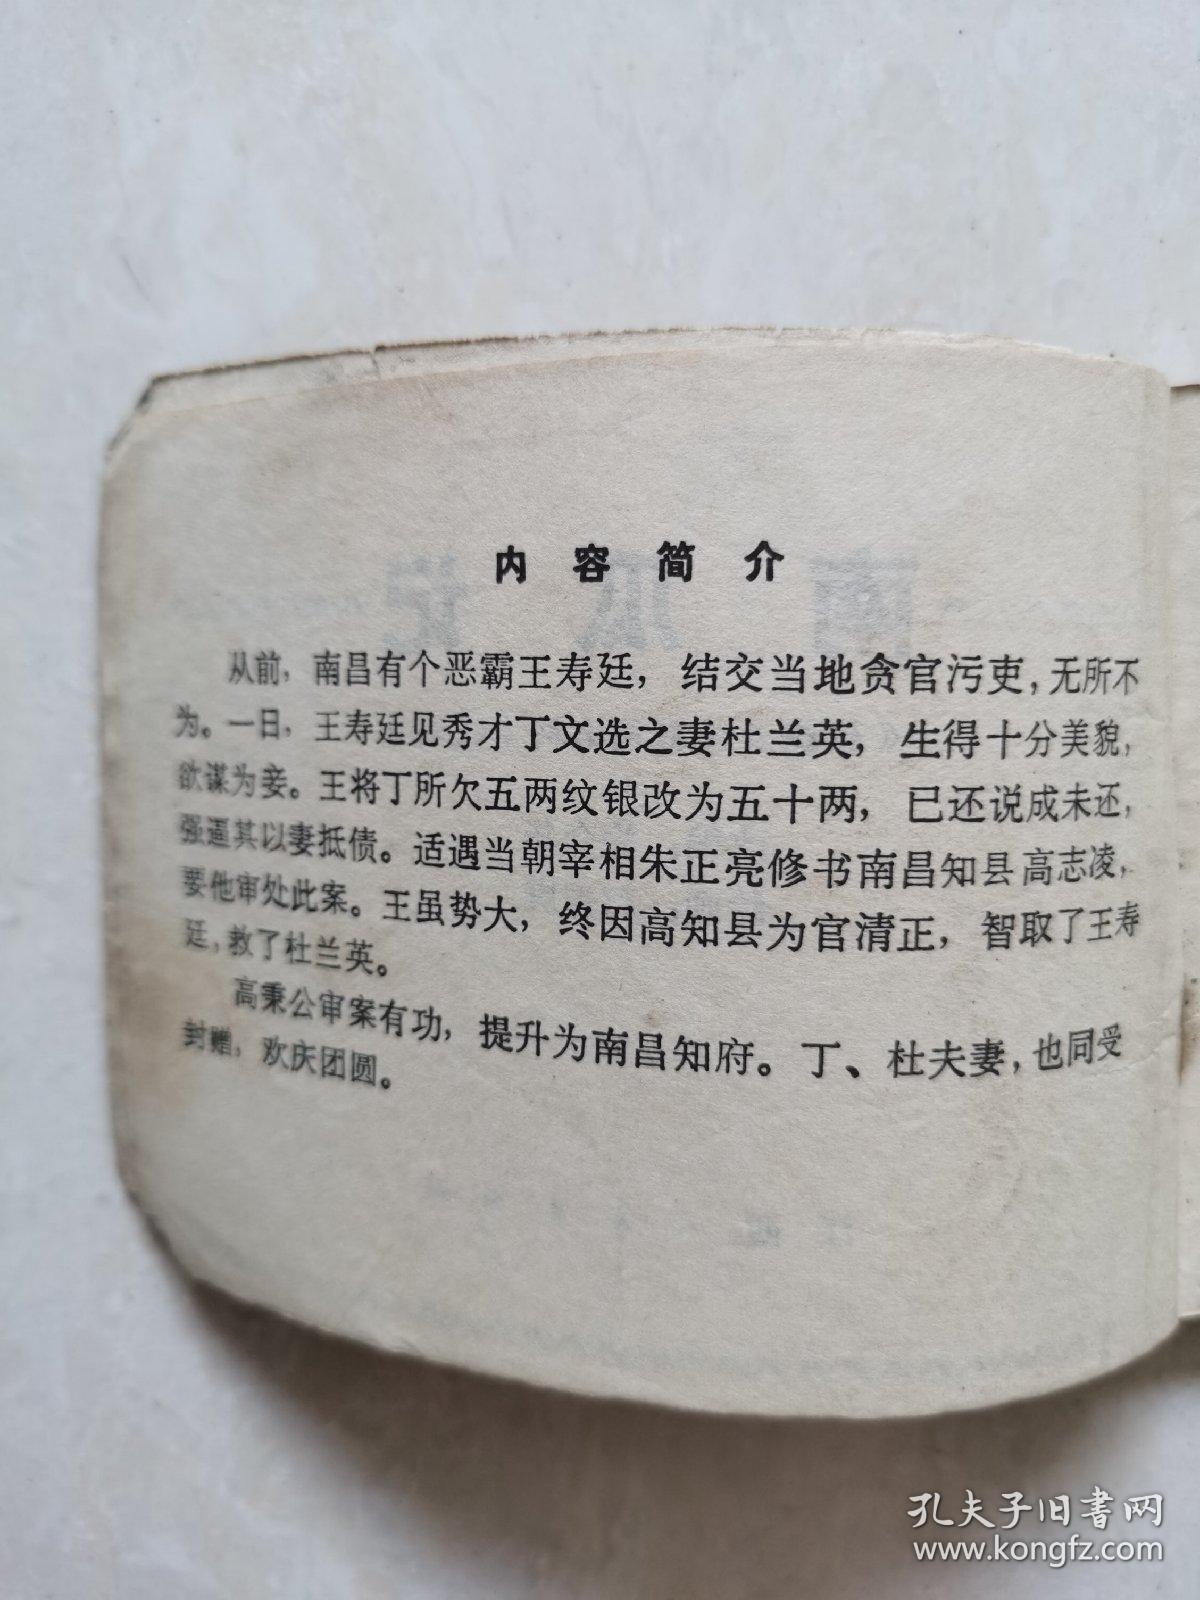 内容简介
从前，南昌有个恶霸王寿廷，结交当地贪官污吏，无所不
为。一日，王寿廷见秀才丁文选之妻杜兰英，生得十分美貌，
欲谋为妾。王将丁所欠五两纹银改为五十两，已还说成未还，
强逼其以妻抵债。适遇当朝宰相朱正亮修书南昌知县高志凌，
要他审处此案。王虽势大，终因高知县为官清正，智取了王寿
廷，救了杜兰英。
高秉公审案有功，提升为南昌知府。丁、杜夫妻，也同受
封赠，欢庆团圆。
孔夫子旧书网
www.kongfz.com